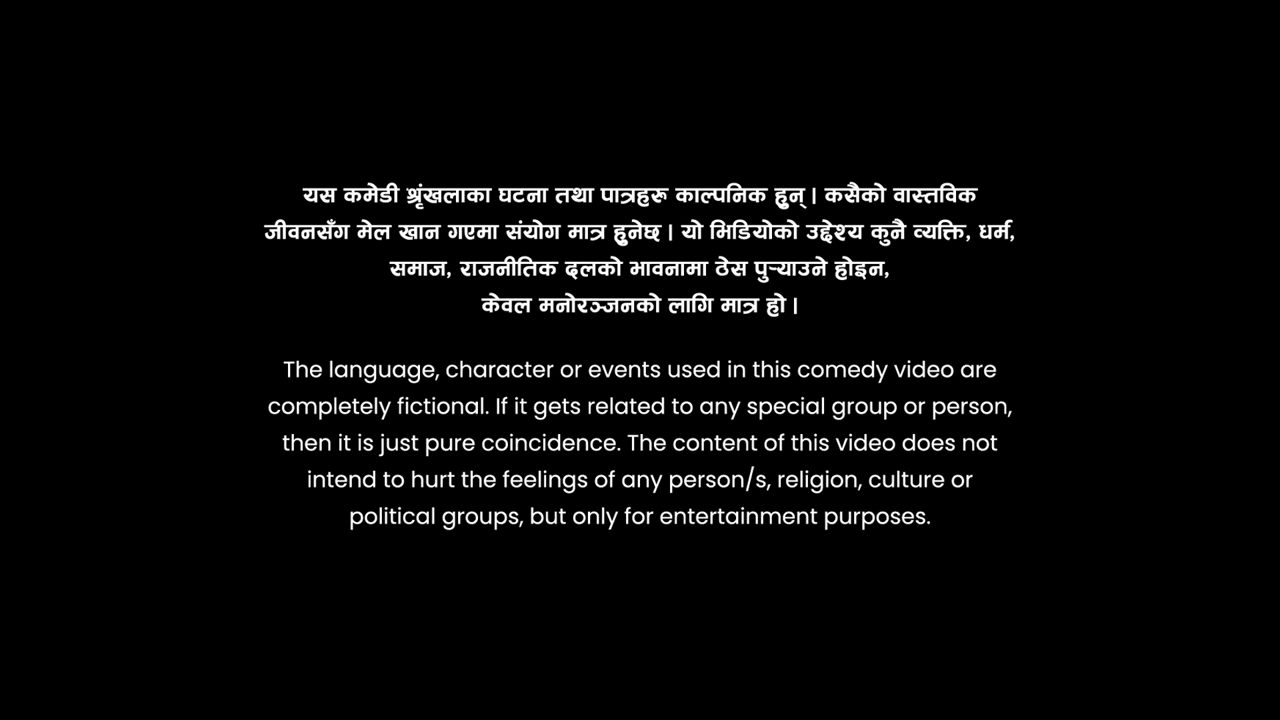 यस कमेडी श्रृंखलाका घटना तथा पात्रहरू काल्पनिक हुन् । कसैको वास्तविक
जीवनसँग मेल खान गएमा संयोग मात्र हुनेछ । यो भिडियोको उद्देश्य कुनै व्यक्ति, धर्म,
समाज, राजनीतिक दलको भावनामा ठेस पुऱ्याउने होइन,
केवल मनोरञ्जनको लागि मात्र हो ।
The language, character or events used in this comedy video are
completely fictional. If it gets related to any special group or person,
then it is just pure coincidence. The content of this video does not
intend to hurt the feelings of any person/s, religion, culture or
political groups, but only for entertainment purposes.